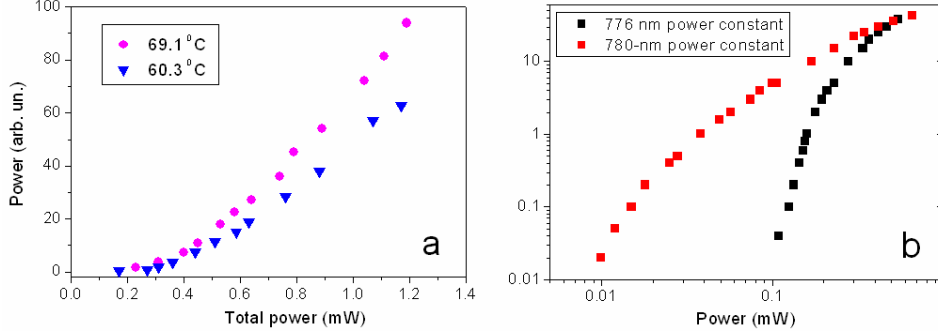 69.1⁰C
60.3⁰C
100
80
60
40
20
0
Power (arb. un.)
0.0 0.2 0.4 0.6 0.8 1.0 1.2 1.4
Total power (mW)
a
776 nm power constant
780-nm power constant
10
1
0.1
0.01
0.01 0.1
Power (mW)
b